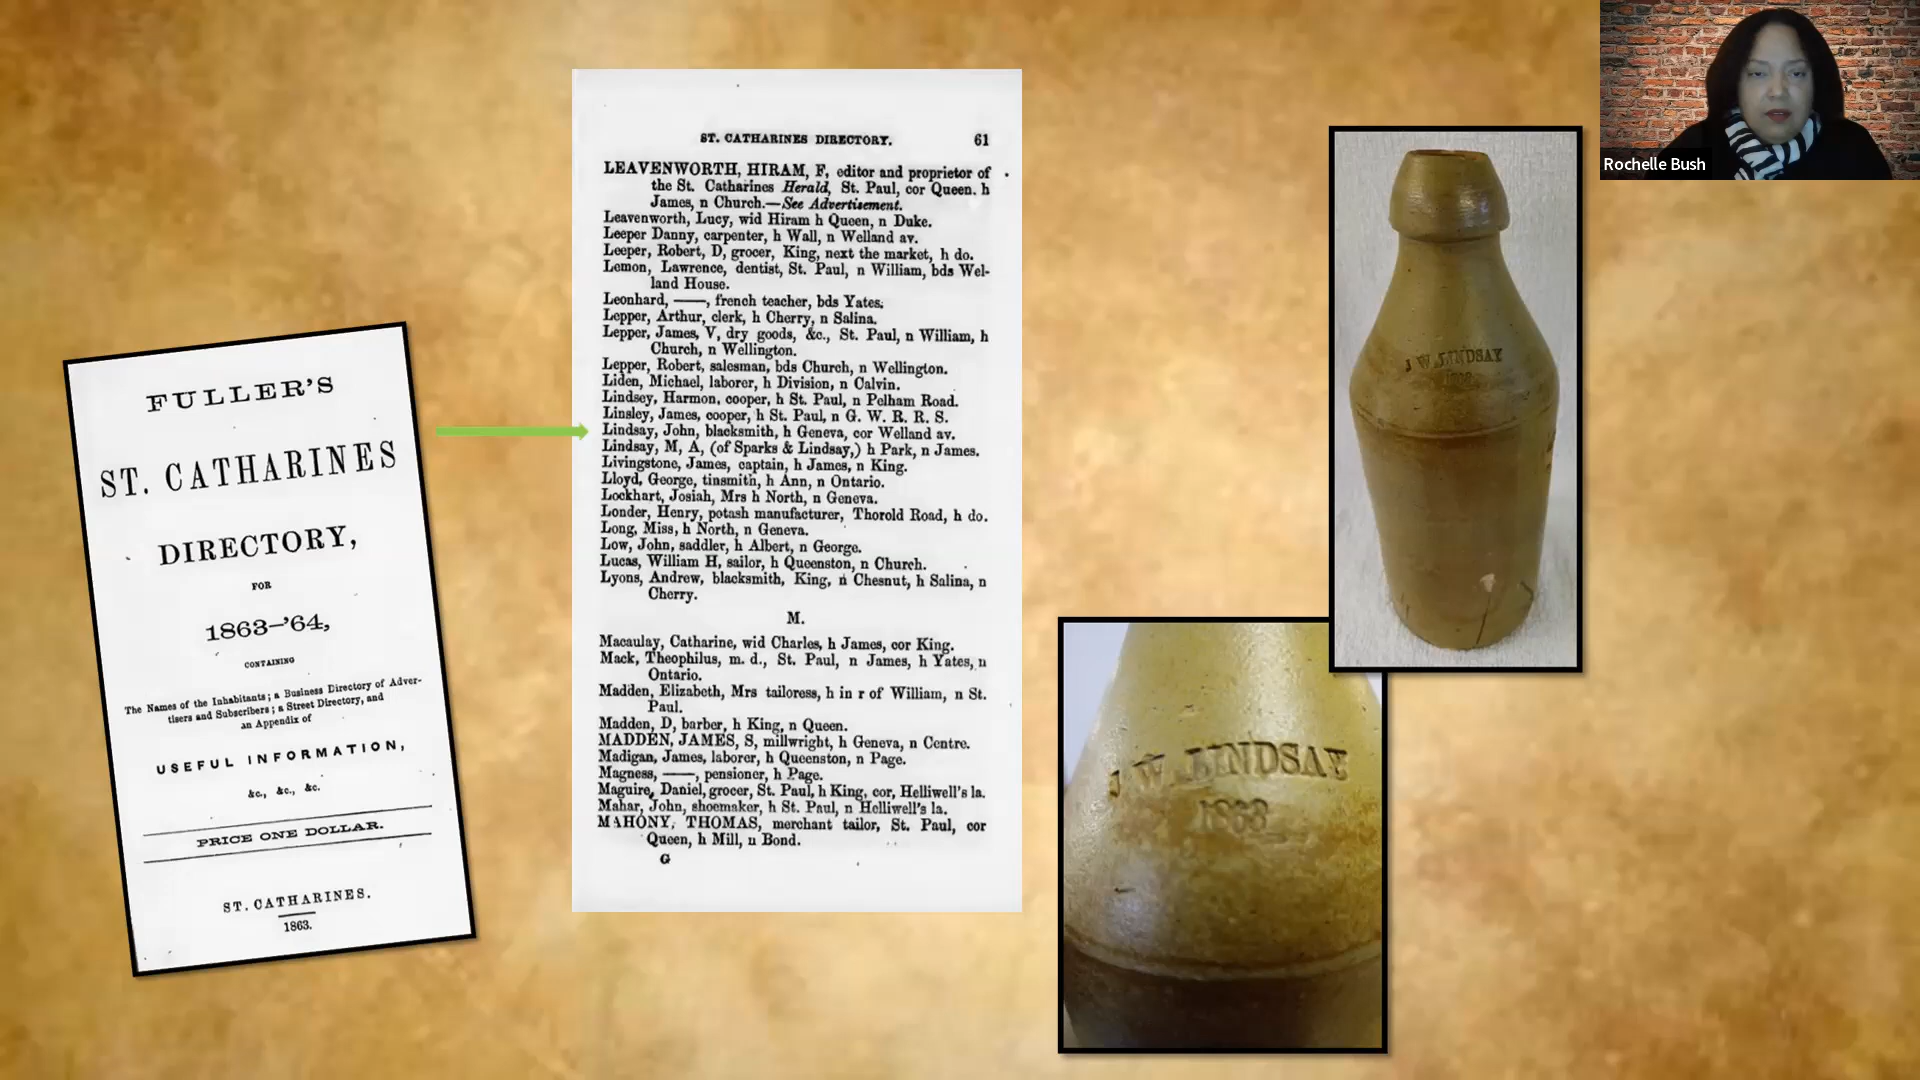 FULLER'S
ST. CATHARINES
DIRECTORY,
FOR
1863-'64,
CONTAINING
The Names of the Inhabitants; a Business Directory of Adver-
tisers and Subscribers; a Street Directory, and
an Appendix of
USEFUL INFORMATION,
&c., &c., &c.
PRICE ONE DOLLAR.
ST. CATHARINES.
1863.
ST. CATHARINES DIRECTORY. 61
LEAVENWORTH, HIRAM, F, editor and proprietor of
the St. Catharines Herald, St. Paul, cor Queen. h
James, n Church.—See Advertisement.
Leavenworth, Lucy, wid Hiram h Queen, n Duke.
Leeper Danny, carpenter, h Wall, n Welland av.
Leeper, Robert, D, grocer, King, next the market, h do.
Lemon, Lawrence, dentist, St. Paul, n William, bds Wel-
land House.
Leonhard, ——, french teacher, bds Yates.
Lepper, Arthur, clerk, h Cherry, n Salina.
Lepper, James, V, dry goods, &c., St. Paul, n William, h
Church, n Wellington.
Lepper, Robert, salesman, bds Church, n Wellington.
Liden, Michael, laborer, h Division, n Calvin.
Lindsey, Harmon, cooper, h St. Paul, n Pelham Road.
Linsley, James, cooper, h St. Paul, n G. W. R. R. S.
Lindsay, John, blacksmith, h Geneva, cor Welland av.
Lindsay, M, A, (of Sparks & Lindsay,) h Park, n James.
Livingstone, James, captain, h James, n King.
Lloyd, George, tinsmith, h Ann, n Ontario.
Lockhart, Josiah, Mrs h North, n Geneva.
Londer, Henry, potash manufacturer, Thorold Road, h do.
Long, Miss, h North, n Geneva.
Low, John, saddler, h Albert, n George.
Lucas, William H, sailor, h Queenston, n Church.
Lyons, Andrew, blacksmith, King, n Chesnut, h Salina, n
Cherry.
M.
Macaulay, Catharine, wid Charles, h James, cor King.
Mack, Theophilus, m. d., St. Paul, n James, h Yates, n
Ontario.
Madden, Elizabeth, Mrs tailoress, h in r of William, n St.
Paul.
Madden, D, barber, h King, n Queen.
MADDEN, JAMES, S, millwright, h Geneva, n Centre.
Madigan, James, laborer, h Queenston, n Page.
Magness, ——, pensioner, h Page.
Maguire, Daniel, grocer, St. Paul, h King, cor, Helliwell's la.
Mahar, John, shoemaker, h St. Paul, n Helliwell's la.
MAHONY, THOMAS, merchant tailor, St. Paul, cor
Queen, h Mill, n Bond.
G
J W LINDSAY
J W LINDSAY
1863
Rochelle Bush